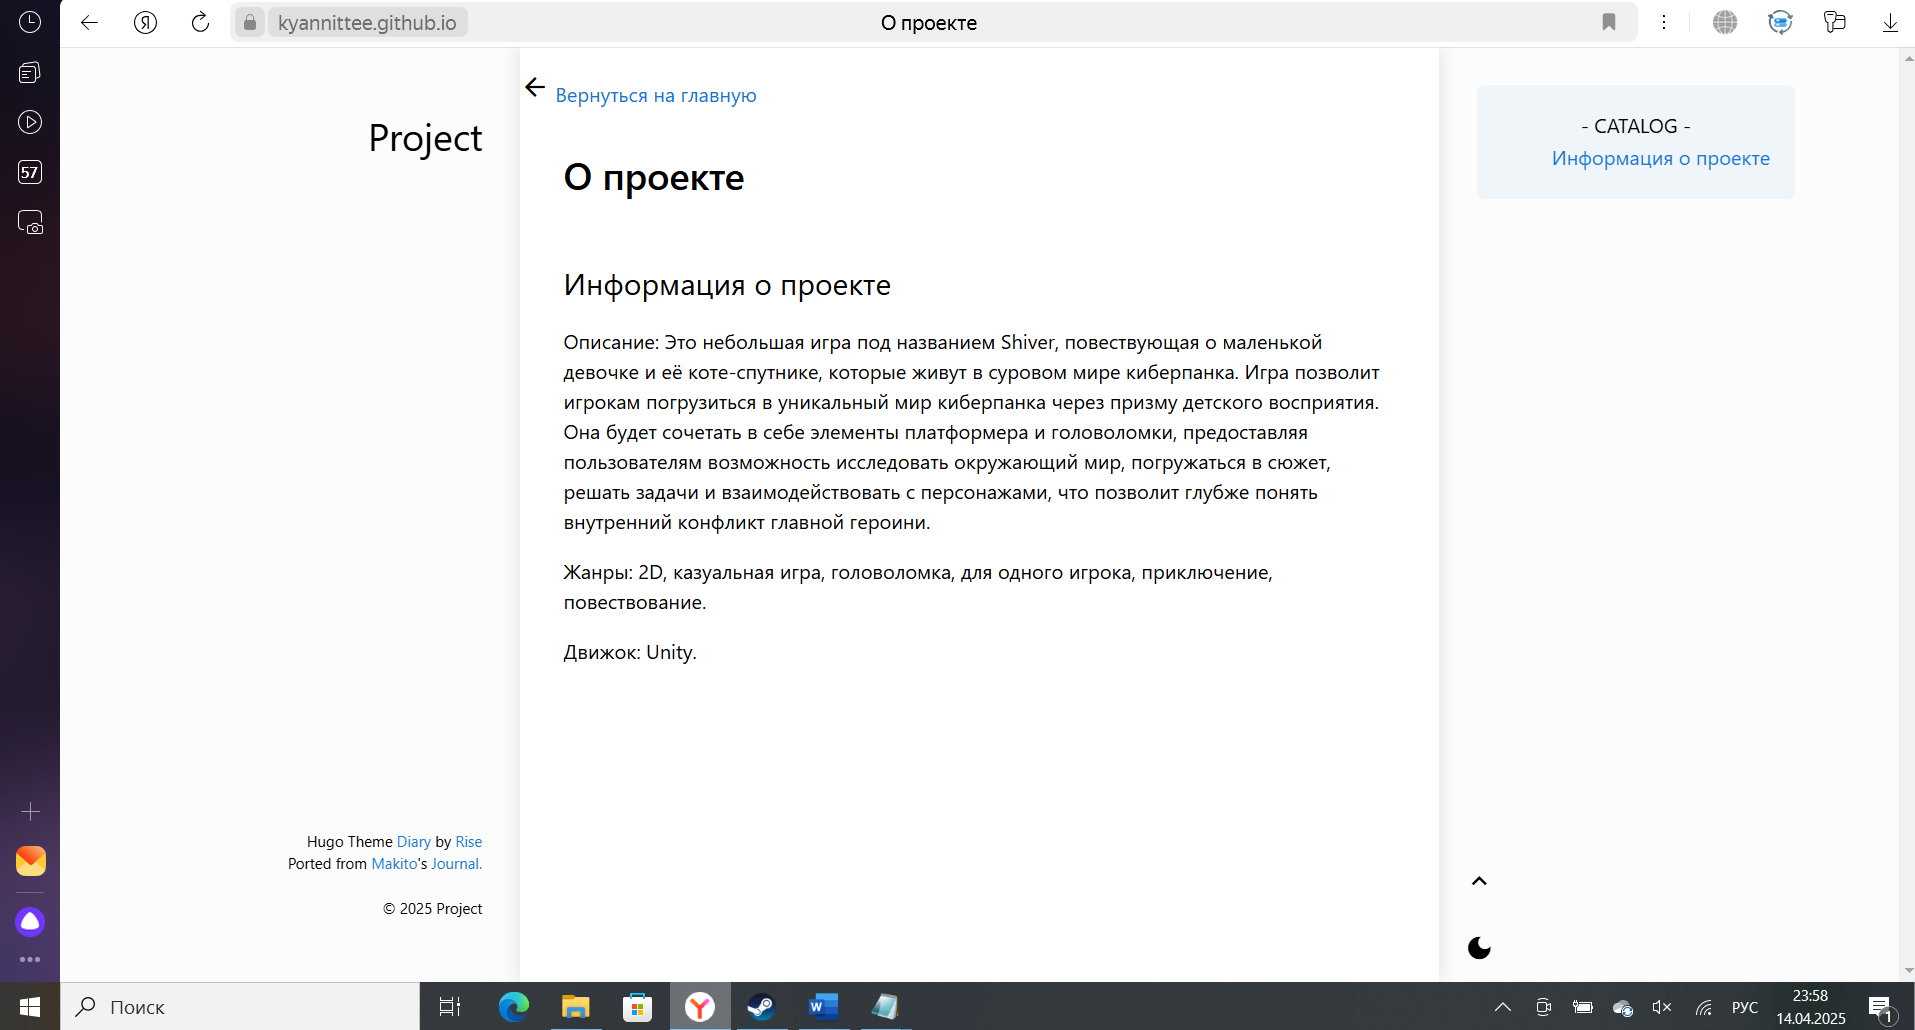 kyannittee.github.io
О проекте
57
Project
Вернуться на главную
О проекте
Информация о проекте
Описание: Это небольшая игра под названием Shiver, повествующая о маленькой
девочке и её коте-спутнике, которые живут в суровом мире киберпанка. Игра позволит
игрокам погрузиться в уникальный мир киберпанка через призму детского восприятия.
Она будет сочетать в себе элементы платформера и головоломки, предоставляя
пользователям возможность исследовать окружающий мир, погружаться в сюжет,
решать задачи и взаимодействовать с персонажами, что позволит глубже понять
внутренний конфликт главной героини.
Жанры: 2D, казуальная игра, головоломка, для одного игрока, приключение,
повествование.
Движок: Unity.
- CATALOG -
Информация о проекте
Hugo Theme Diary by Rise
Ported from Makito's Journal.
© 2025 Project
Поиск
РУС
23:58
14.04.2025
1